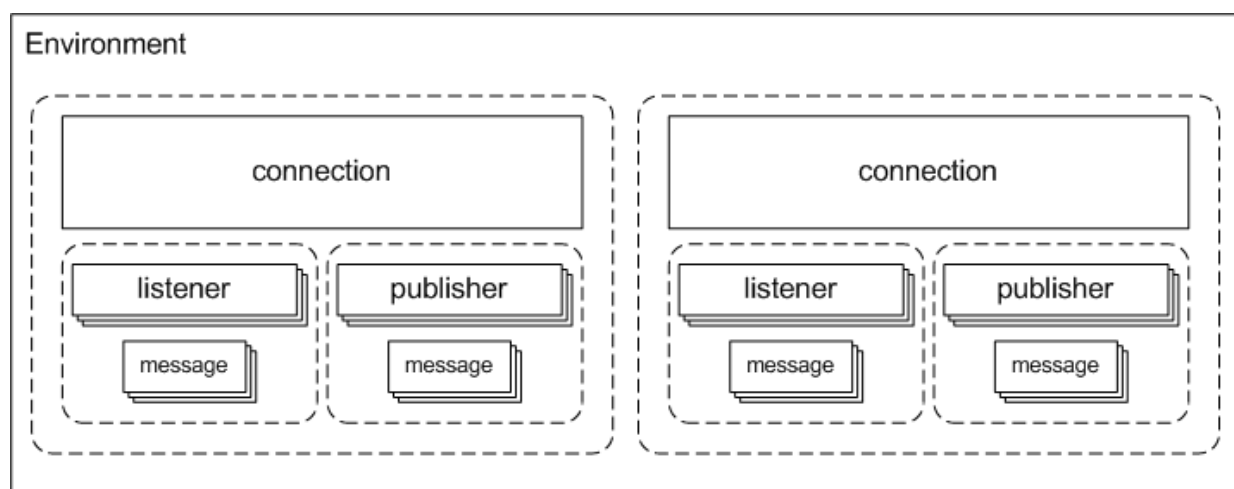 Environment
connection
connection
listener
publisher
listener
publisher
message
message
message
message